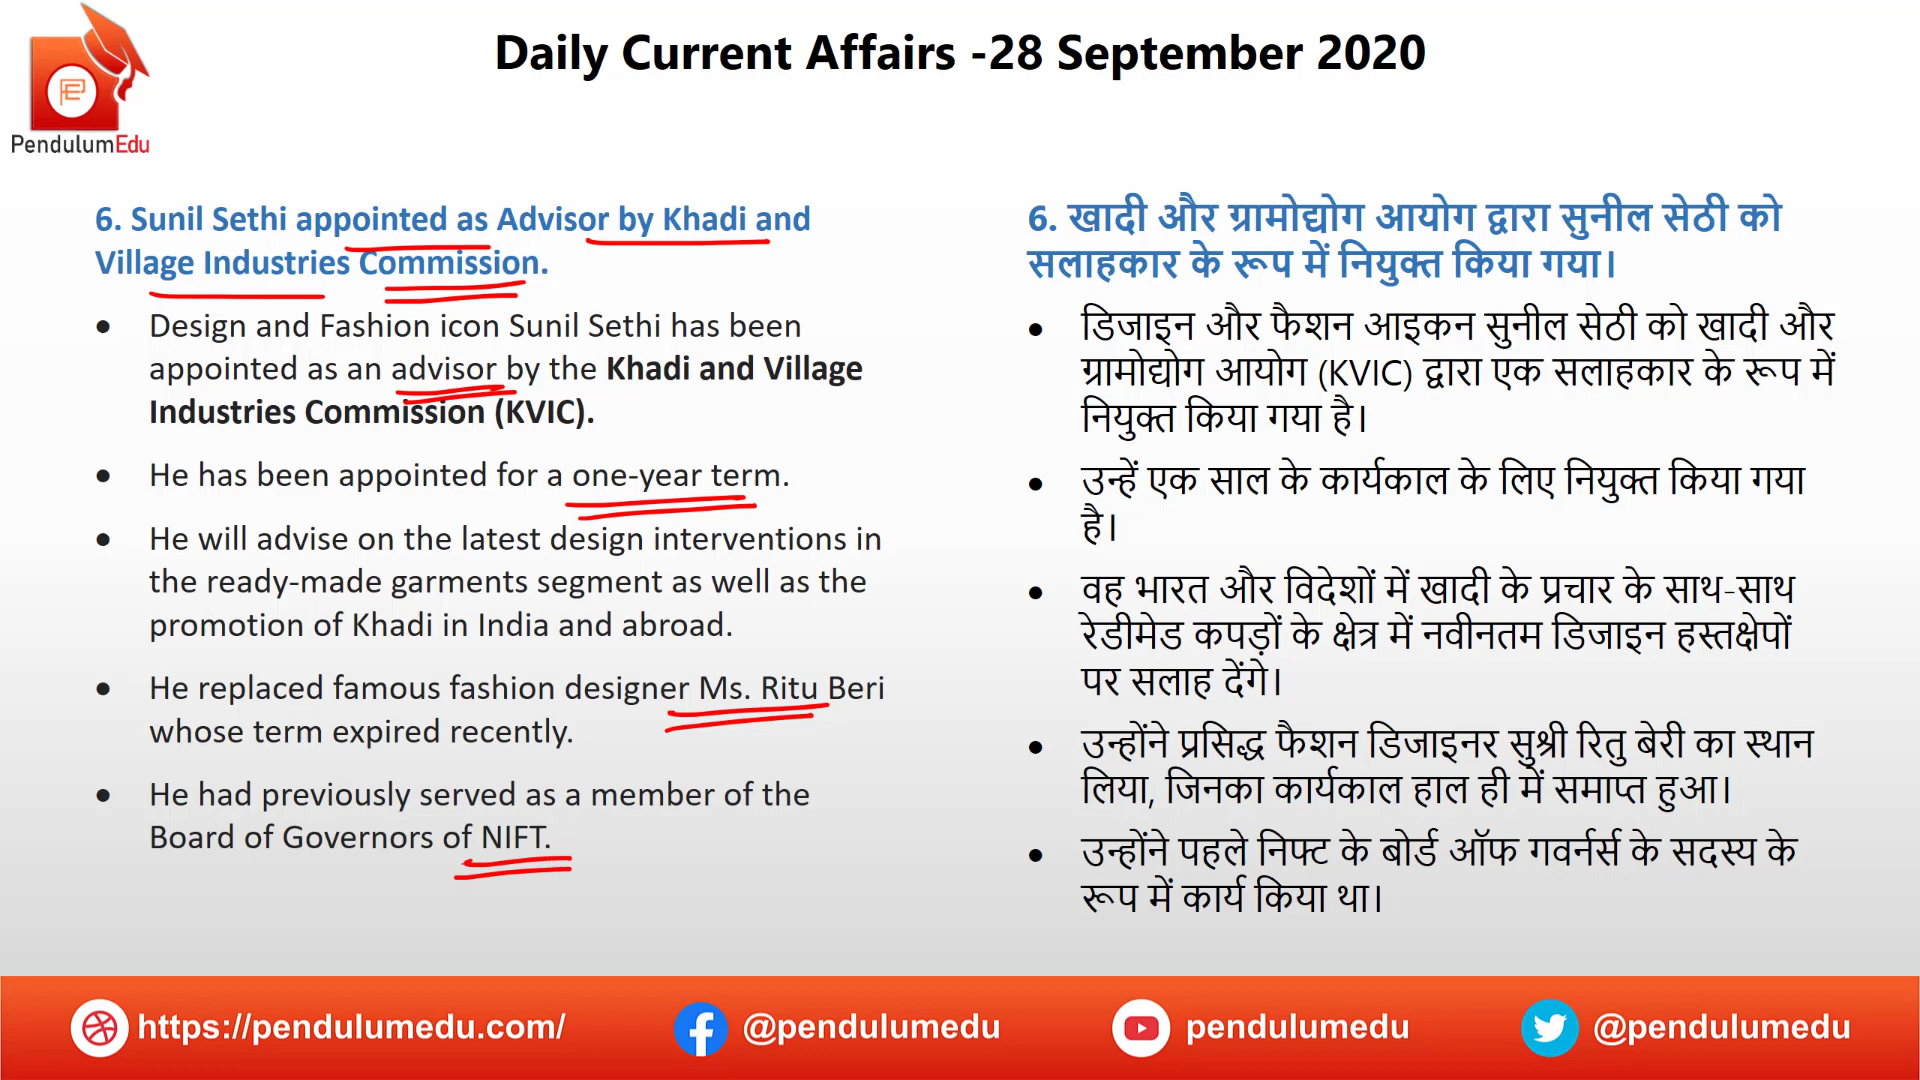 Daily Current Affairs -28 September 2020
PendulumEdu
6. Sunil Sethi appointed as Advisor by Khadi and
Village Industries Commission.
• Design and Fashion icon Sunil Sethi has been
appointed as an advisor by the Khadi and Village
Industries Commission (KVIC).
• He has been appointed for a one-year term.
• He will advise on the latest design interventions in
the ready-made garments segment as well as the
promotion of Khadi in India and abroad.
• He replaced famous fashion designer Ms. Ritu Beri
whose term expired recently.
• He had previously served as a member of the
Board of Governors of NIFT.
6. खादी और ग्रामोद्योग आयोग द्वारा सुनील सेठी को
सलाहकार के रूप में नियुक्त किया गया।
• डिजाइन और फैशन आइकन सुनील सेठी को खादी और
ग्रामोद्योग आयोग (KVIC) द्वारा एक सलाहकार के रूप में
नियुक्त किया गया है।
• उन्हें एक साल के कार्यकाल के लिए नियुक्त किया गया
है।
• वह भारत और विदेशों में खादी के प्रचार के साथ-साथ
रेडीमेड कपड़ों के क्षेत्र में नवीनतम डिजाइन हस्तक्षेपों
पर सलाह देंगे।
• उन्होंने प्रसिद्ध फैशन डिजाइनर सुश्री रितु बेरी का स्थान
लिया, जिनका कार्यकाल हाल ही में समाप्त हुआ।
• उन्होंने पहले निफ्ट के बोर्ड ऑफ गवर्नर्स के सदस्य के
रूप में कार्य किया था।
https://pendulumedu.com/
@pendulumedu
pendulumedu
@pendulumedu